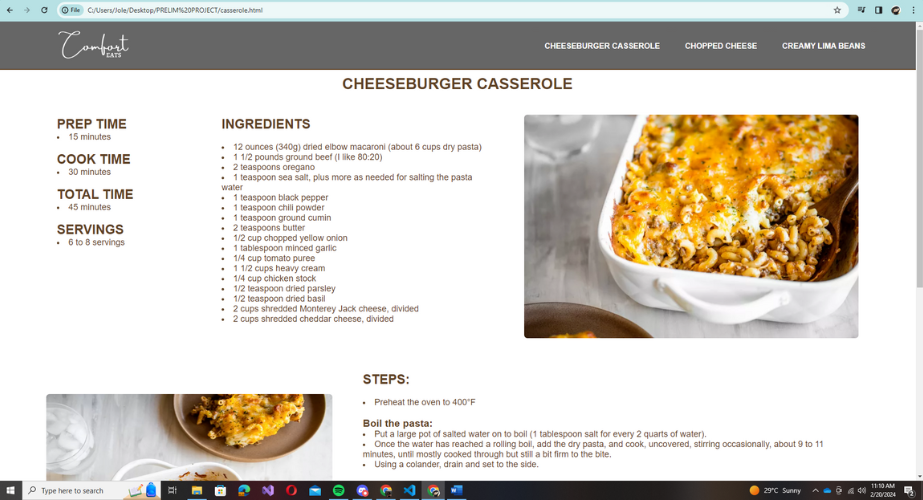 File C:/Users/Jole/Desktop/PRELIM%20PROJECT/casserole.html
Comfort
EATS
CHEESEBURGER CASSEROLE CHOPPED CHEESE CREAMY LIMA BEANS
CHEESEBURGER CASSEROLE
PREP TIME
• 15 minutes
COOK TIME
• 30 minutes
TOTAL TIME
• 45 minutes
SERVINGS
• 6 to 8 servings
INGREDIENTS
• 12 ounces (340g) dried elbow macaroni (about 6 cups dry pasta)
• 1 1/2 pounds ground beef (I like 80:20)
• 2 teaspoons oregano
• 1 teaspoon sea salt, plus more as needed for salting the pasta
water
• 1 teaspoon black pepper
• 1 teaspoon chili powder
• 1 teaspoon ground cumin
• 2 teaspoons butter
• 1/2 cup chopped yellow onion
• 1 tablespoon minced garlic
• 1/4 cup tomato puree
• 1 1/2 cups heavy cream
• 1/4 cup chicken stock
• 1/2 teaspoon dried parsley
• 1/2 teaspoon dried basil
• 2 cups shredded Monterey Jack cheese, divided
• 2 cups shredded cheddar cheese, divided
STEPS:
• Preheat the oven to 400°F
Boil the pasta:
• Put a large pot of salted water on to boil (1 tablespoon salt for every 2 quarts of water).
• Once the water has reached a rolling boil, add the dry pasta, and cook, uncovered, stirring occasionally, about 9 to 11
minutes, until mostly cooked through but still a bit firm to the bite.
• Using a colander, drain and set to the side.
Type here to search
29°C Sunny
11:10 AM
2/20/2024